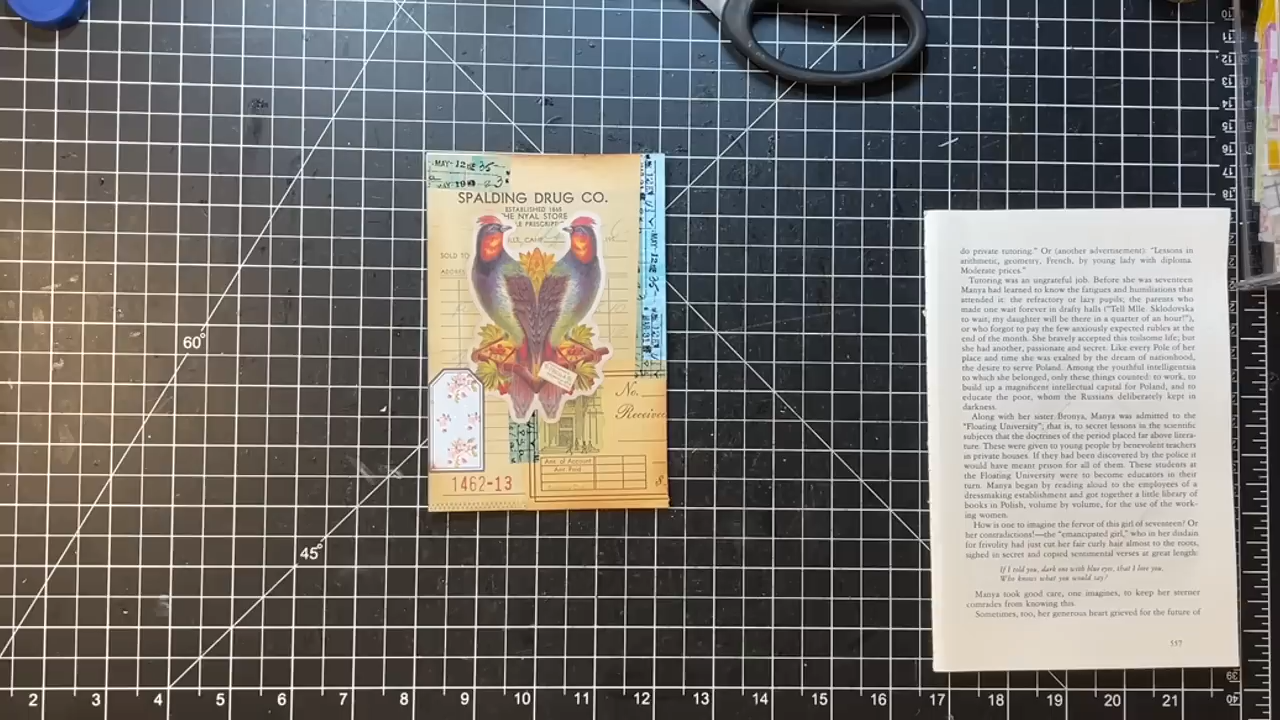 MAY-12
SPALDING DRUG CO.
ESTABLISHED
HE NYAL STORE
SOLD TO
ADDRESS
MAY-12
No.
Receive
Am't of Account
Am't Paid
1462-13
60°
45°
2 3 4 5 6 7 8 9 10 11 12 13 14 15 16 17 18 19 20 21
do private tutoring." Or (another advertisement): "Lessons in
arithmetic, geometry, French, by young lady with diploma.
Moderate prices."
Tutoring was an ungrateful job. Before she was seventeen
Manya had learned to know the fatigues and humiliations that
attended it: the refractory or lazy pupils; the parents who
made one wait forever in drafty halls ("Tell Mlle. Sklodovska
to wait; my daughter will be there in a quarter of an hour!"),
or who forgot to pay the few anxiously expected rubles at the
end of the month. She bravely accepted this toilsome life; but
she had another, passionate and secret. Like every Pole of her
place and time she was exalted by the dream of nationhood,
the desire to serve Poland. Among the youthful intelligentsia
to which she belonged, only these things counted: to work, to
build up a magnificent intellectual capital for Poland, and to
educate the poor, whom the Russians deliberately kept in
darkness.
Along with her sister Bronya, Manya was admitted to the
"Floating University"; that is, to secret lessons in the scientific
subjects that the doctrines of the period placed far above litera-
ture. These were given to young people by benevolent teachers
in private houses. If they had been discovered by the police it
would have meant prison for all of them. These students at
the Floating University were to become educators in their
turn. Manya began by reading aloud to the employees of a
dressmaking establishment and got together a little library of
books in Polish, volume by volume, for the use of the work-
ing women.
How is one to imagine the fervor of this girl of seventeen? Or
her contradictions!—the "emancipated girl," who in her disdain
for frivolity had just cut her fair curly hair almost to the roots,
sighed in secret and copied sentimental verses at great length:
If I told you, dark one with blue eyes, that I love you,
Who knows what you would say?
Manya took good care, one imagines, to keep her sterner
comrades from knowing this.
Sometimes, too, her generous heart grieved for the future of
557